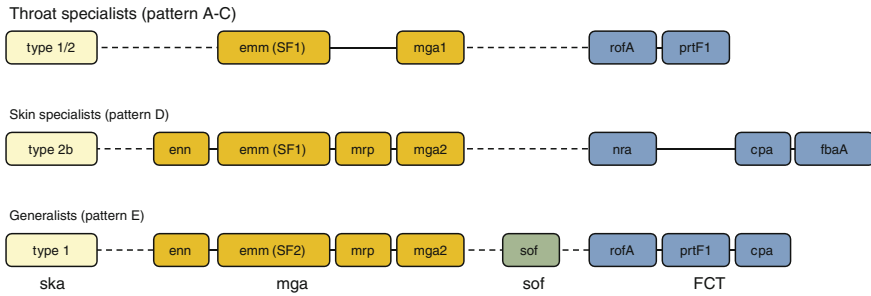 Throat specialists (pattern A-C)
type 1/2 emm (SF1) mga1 rofA prtF1
Skin specialists (pattern D)
type 2b enn emm (SF1) mrp mga2 nra cpa fbaA
Generalists (pattern E)
type 1 enn emm (SF2) mrp mga2 sof rofA prtF1 cpa
ska mga sof FCT